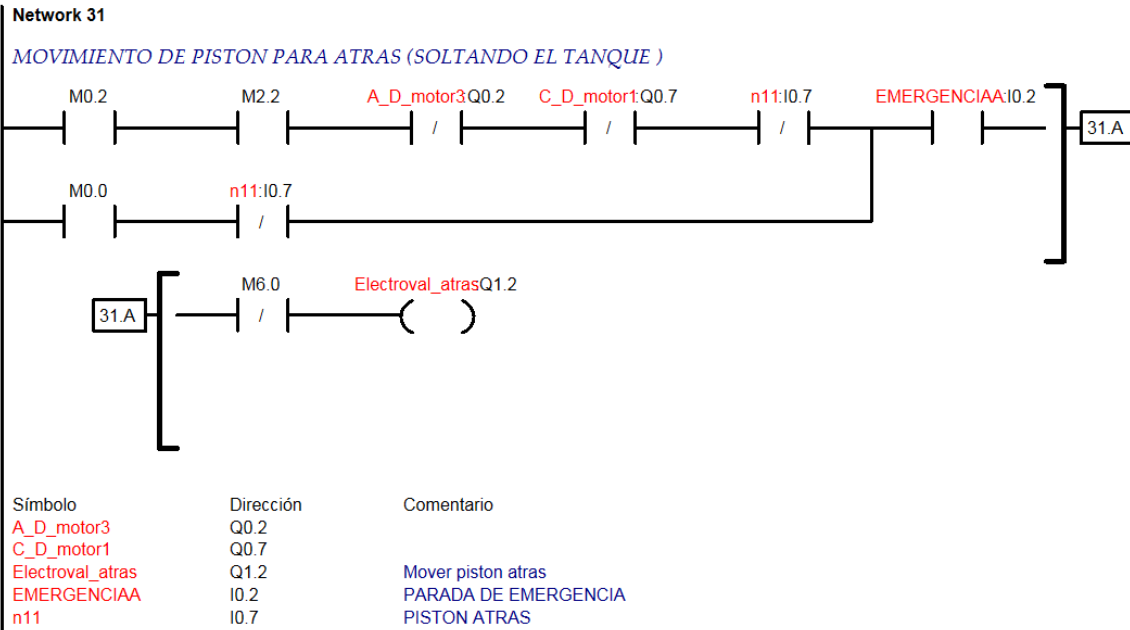 Network 31
MOVIMIENTO DE PISTON PARA ATRAS (SOLTANDO EL TANQUE )
M0.2 M2.2 A_D_motor3:Q0.2 C_D_motor1:Q0.7 n11:I0.7 EMERGENCIAA:I0.2
/ / / 31.A
M0.0 n11:I0.7
/
M6.0 Electroval_atrasQ1.2
31.A / ( )
Símbolo Dirección Comentario
A_D_motor3 Q0.2
C_D_motor1 Q0.7
Electroval_atras Q1.2 Mover piston atras
EMERGENCIAA I0.2 PARADA DE EMERGENCIA
n11 I0.7 PISTON ATRAS